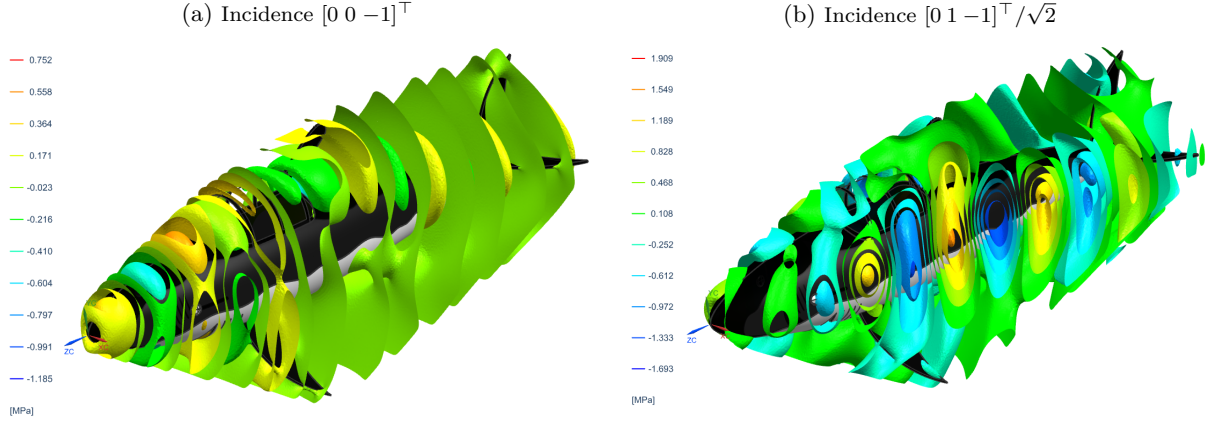 (a) Incidence [0 0 −1]⊤
0.752
0.558
0.364
0.171
-0.023
-0.216
-0.410
-0.604
-0.797
-0.991
-1.185
[MPa]
ZC
XC
(b) Incidence [0 1 −1]⊤/√2
1.909
1.549
1.189
0.828
0.468
0.108
-0.252
-0.612
-0.972
-1.333
-1.693
[MPa]
YC
ZC